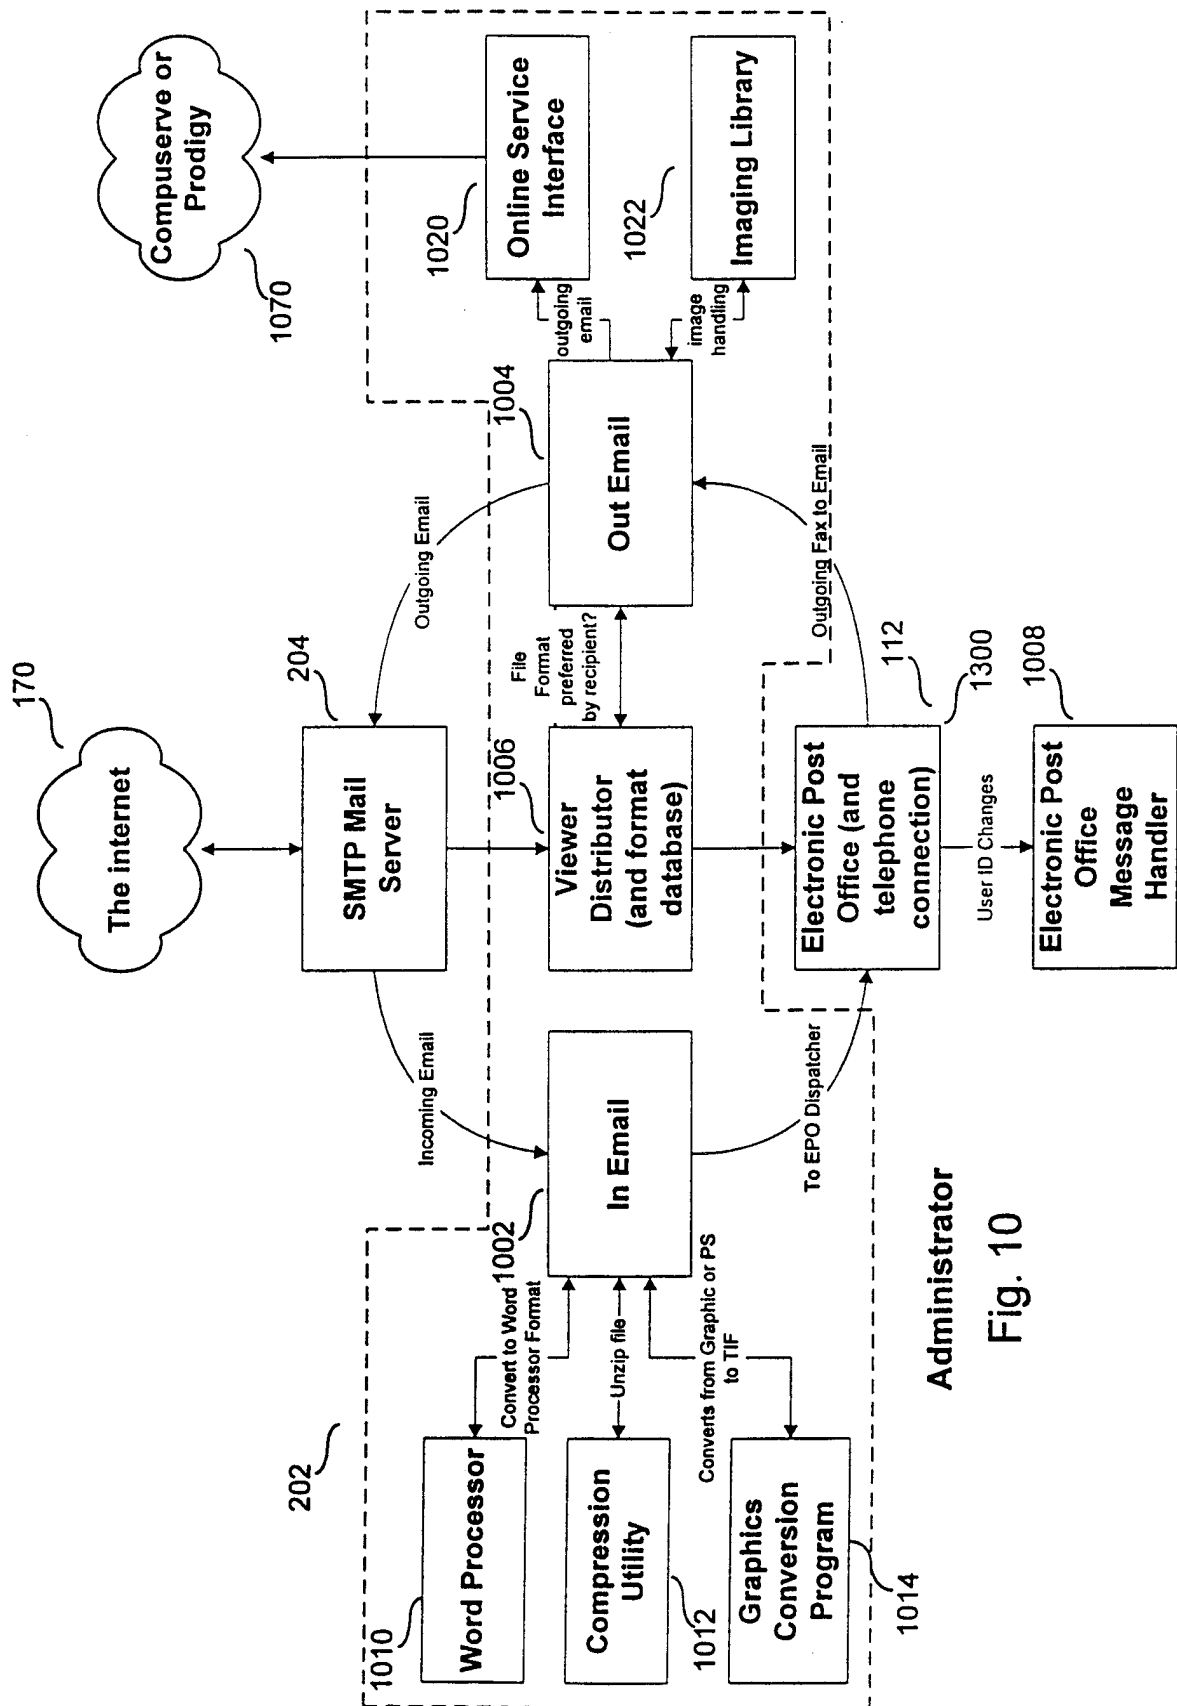 170
The internet
204
SMTP Mail
Server
Incoming Email
Outgoing Email
1070
Compuserve or
Prodigy
202
1010
Word Processor
Convert to Word
Processor Format
1002
In Email
1006
Viewer
Distributor
(and format
database)
File
Format
preferred
by recipient?
1004
Out Email
outgoing
email
1020
Online Service
Interface
1012
Compression
Utility
Unzip file
image
handling
1022
Imaging Library
1014
Graphics
Conversion
Program
Converts from Graphic or PS
to TIF
To EPO Dispatcher
Electronic Post
Office (and
telephone
connection)
112
1300
Outgoing Fax to Email
User ID Changes
1008
Electronic Post
Office
Message
Handler
Administrator
Fig. 10